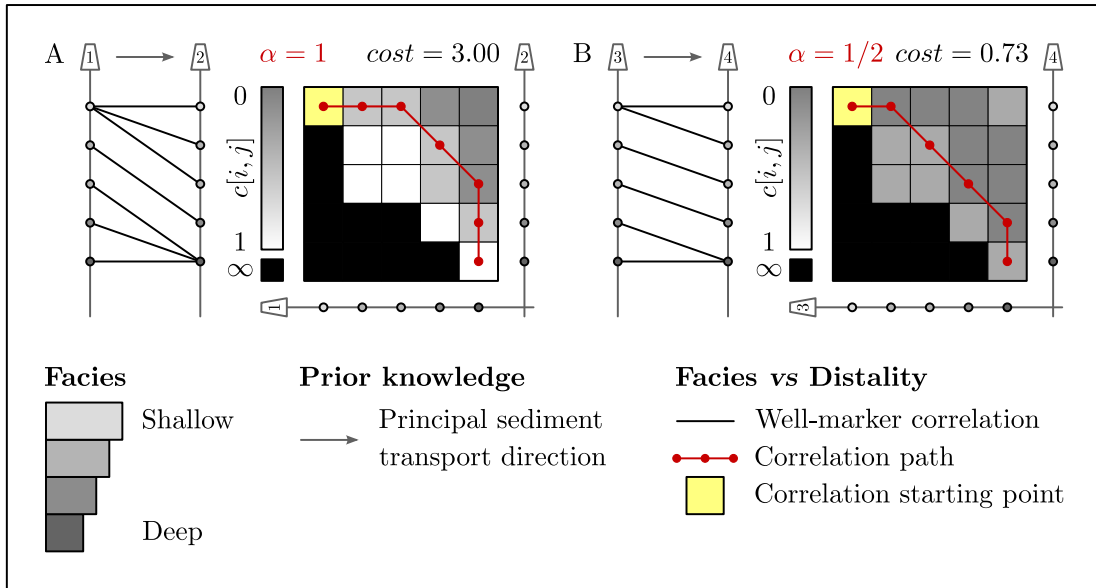 A 1 2 α = 1 cost = 3.00 2
0
c[i, j]
1
∞
1
B 3 4 α = 1/2 cost = 0.73 4
0
c[i, j]
1
∞
3
Facies
Shallow
Deep
Prior knowledge
Principal sediment
transport direction
Facies vs Distality
Well-marker correlation
Correlation path
Correlation starting point